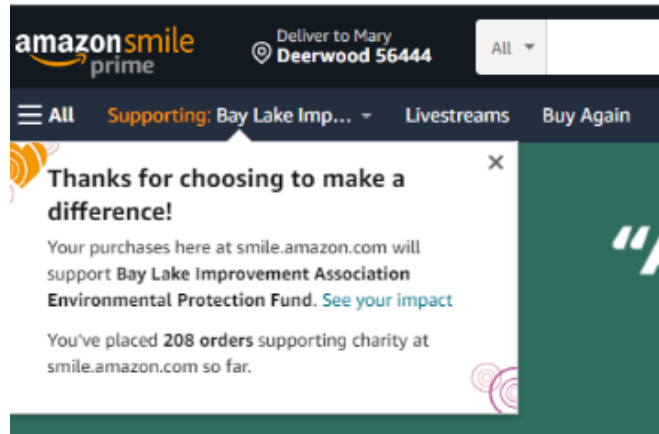 amazonsmile
prime
Deliver to Mary
Deerwood 56444
All
All
Supporting: Bay Lake Imp...
Livestreams
Buy Again
Thanks for choosing to make a
difference!
Your purchases here at smile.amazon.com will
support Bay Lake Improvement Association
Environmental Protection Fund. See your impact
You've placed 208 orders supporting charity at
smile.amazon.com so far.